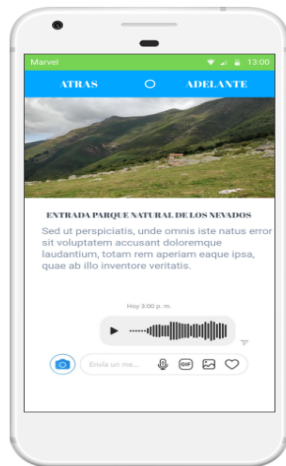 Marvel 13:00
ATRAS ADELANTE
ENTRADA PARQUE NATURAL DE LOS NEVADOS
Sed ut perspiciatis, unde omnis iste natus error
sit voluptatem accusant doloremque
laudantium, totam rem aperiam eaque ipsa,
quae ab illo inventore veritatis.
Hoy 3:00 p. m.
Envía un me...
GIF